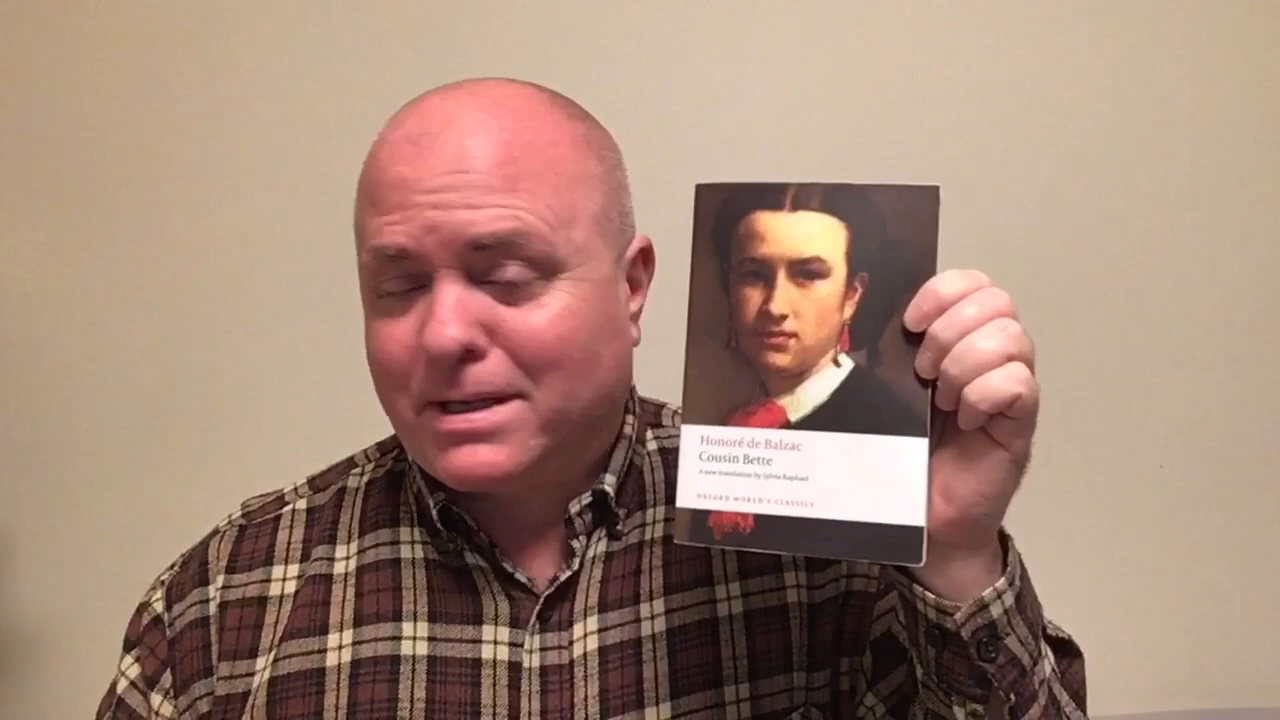 Honoré de Balzac
Cousin Bette
A new translation by Sylvia Raphael
OXFORD WORLD'S CLASSICS